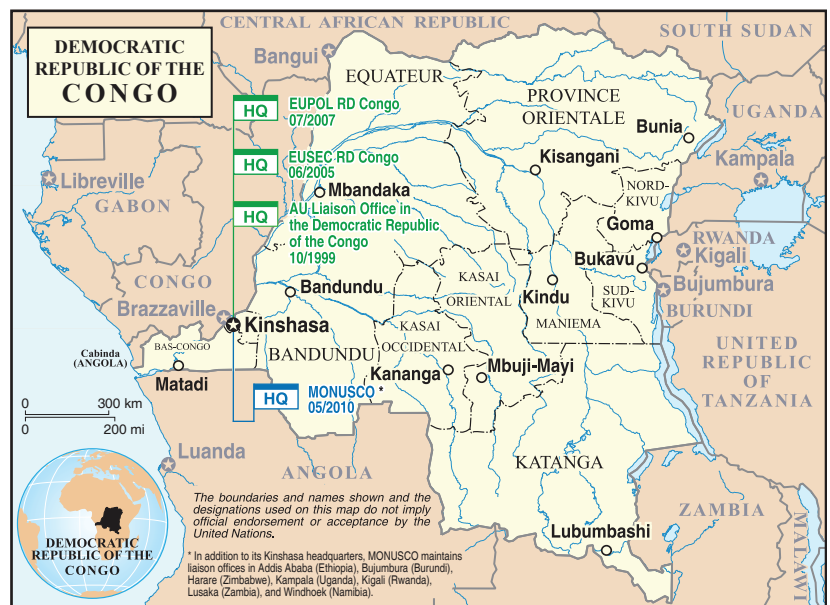 DEMOCRATIC
REPUBLIC OF THE
CONGO
CENTRAL AFRICAN REPUBLIC
SOUTH SUDAN
Bangui
EQUATEUR
PROVINCE
ORIENTALE
UGANDA
Bunia
Kampala
HQ
EUPOL RD Congo
07/2007
HQ
EUSEC RD Congo
06/2005
Kisangani
Libreville
GABON
Mbandaka
NORD-
KIVU
HQ
AU Liaison Office in
the Democratic Republic
of the Congo
10/1999
Goma
RWANDA
Kigali
Bukavu
CONGO
Brazzaville
Bandundu
KASAI
ORIENTAL
Kindu
SUD-
KIVU
Bujumbura
BURUNDI
MANIEMA
Kinshasa
BAS-CONGO
BANDUNDU
KASAI
OCCIDENTAL
Cabinda
(ANGOLA)
Matadi
Kananga
Mbuji-Mayi
UNITED
REPUBLIC
OF
TANZANIA
HQ
MONUSCO *
05/2010
0 300 km
0 200 mi
Luanda
ANGOLA
KATANGA
ZAMBIA
MALAWI
Lubumbashi
DEMOCRATIC
REPUBLIC OF THE
CONGO
The boundaries and names shown and the
designations used on this map do not imply
official endorsement or acceptance by the
United Nations.
* In addition to its Kinshasa headquarters, MONUSCO maintains
liaison offices in Addis Ababa (Ethiopia), Bujumbura (Burundi),
Harare (Zimbabwe), Kampala (Uganda), Kigali (Rwanda),
Lusaka (Zambia), and Windhoek (Namibia).